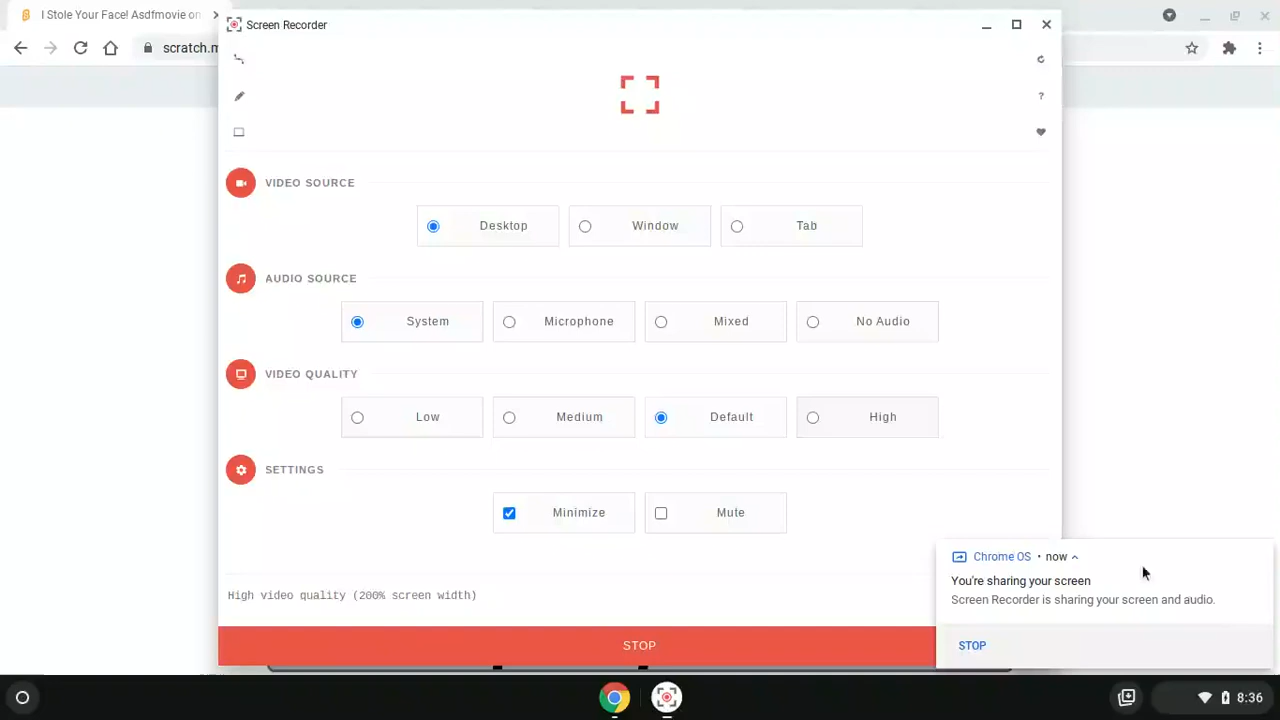 I Stole Your Face! Asdfmovie on
Screen Recorder
scratch.m
?
VIDEO SOURCE
Desktop
Window
Tab
AUDIO SOURCE
System
Microphone
Mixed
No Audio
VIDEO QUALITY
Low
Medium
Default
High
SETTINGS
Minimize
Mute
Chrome OS • now
You're sharing your screen
Screen Recorder is sharing your screen and audio.
High video quality (200% screen width)
STOP
STOP
8:36